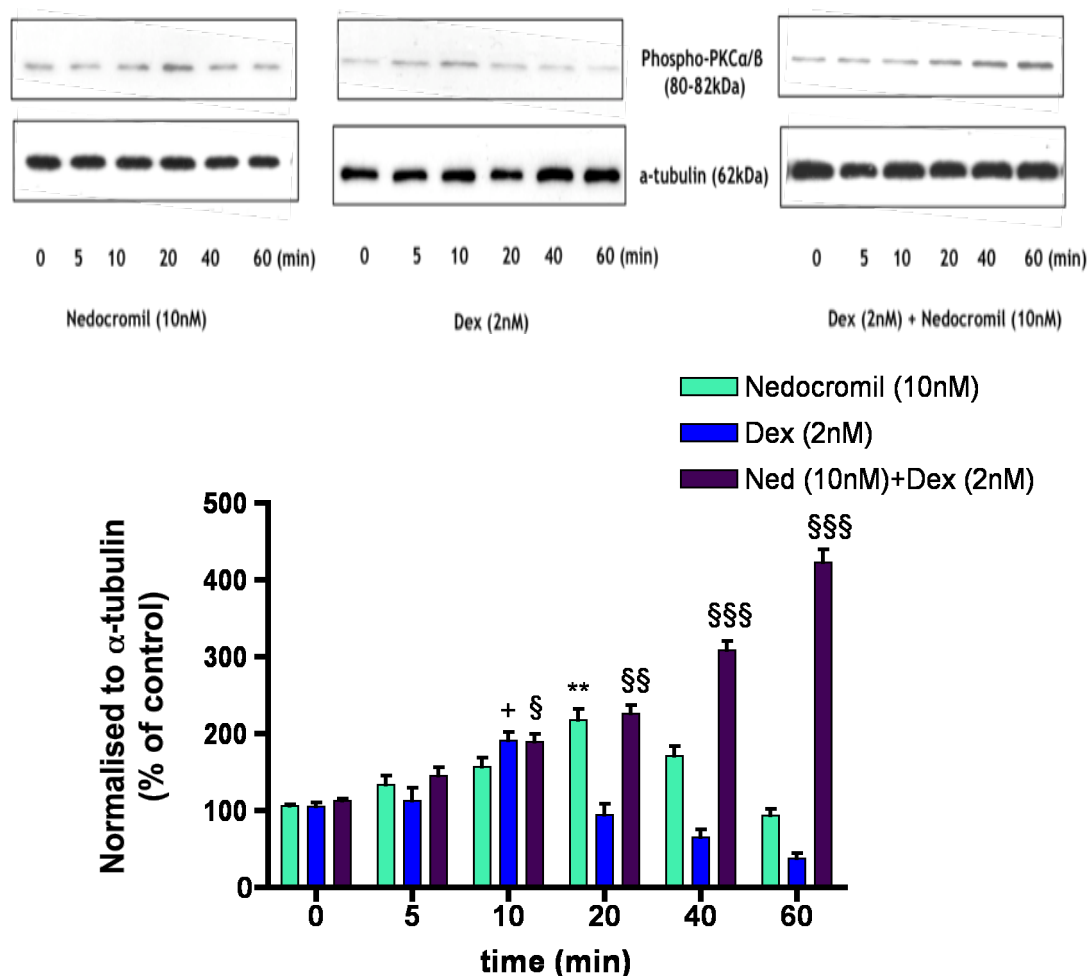 Phospho-PKCα/ß
(80-82kDa)
a-tubulin (62kDa)
0 5 10 20 40 60 (min)
0 5 10 20 40 60 (min)
0 5 10 20 40 60 (min)
Nedocromil (10nM)
Dex (2nM)
Dex (2nM) + Nedocromil (10nM)
Nedocromil (10nM)
Dex (2nM)
Ned (10nM)+Dex (2nM)
Normalised to α-tubulin
(% of control)
500
400
300
200
100
0
+
§
**
§§
§§§
§§§
0 5 10 20 40 60
time (min)